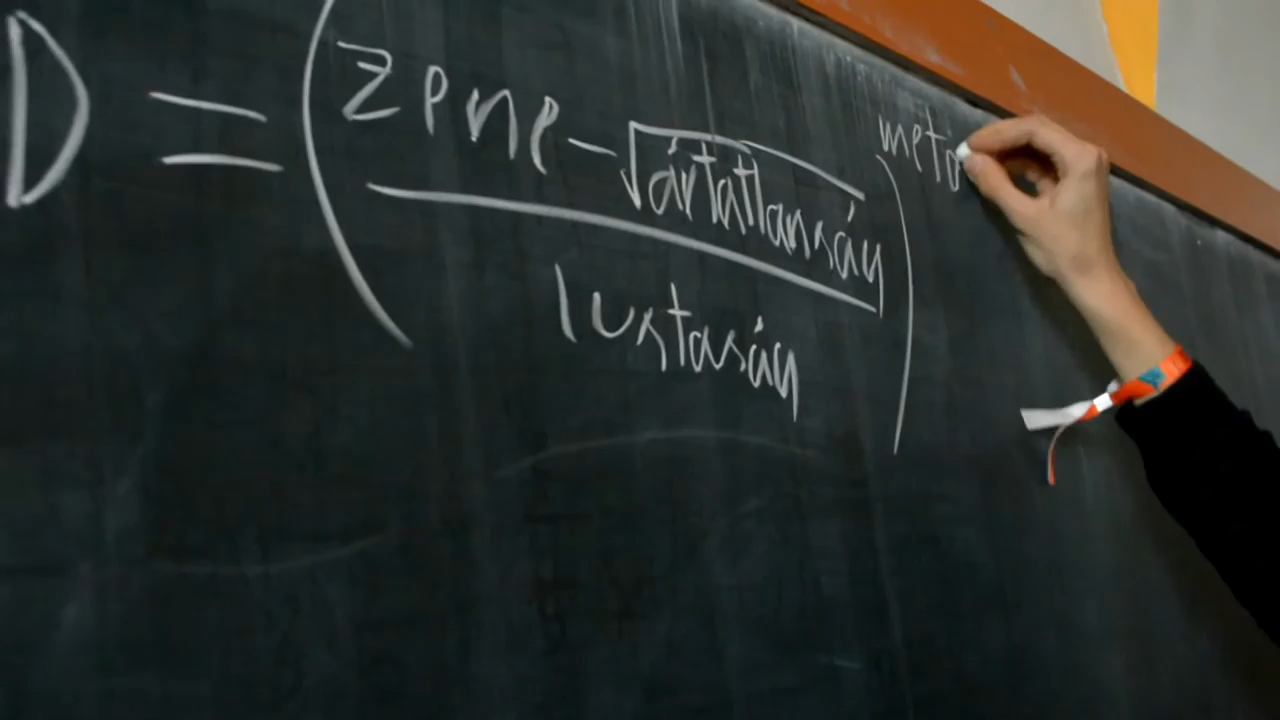 D = (zene - √ártatlanság / lustaság) meto